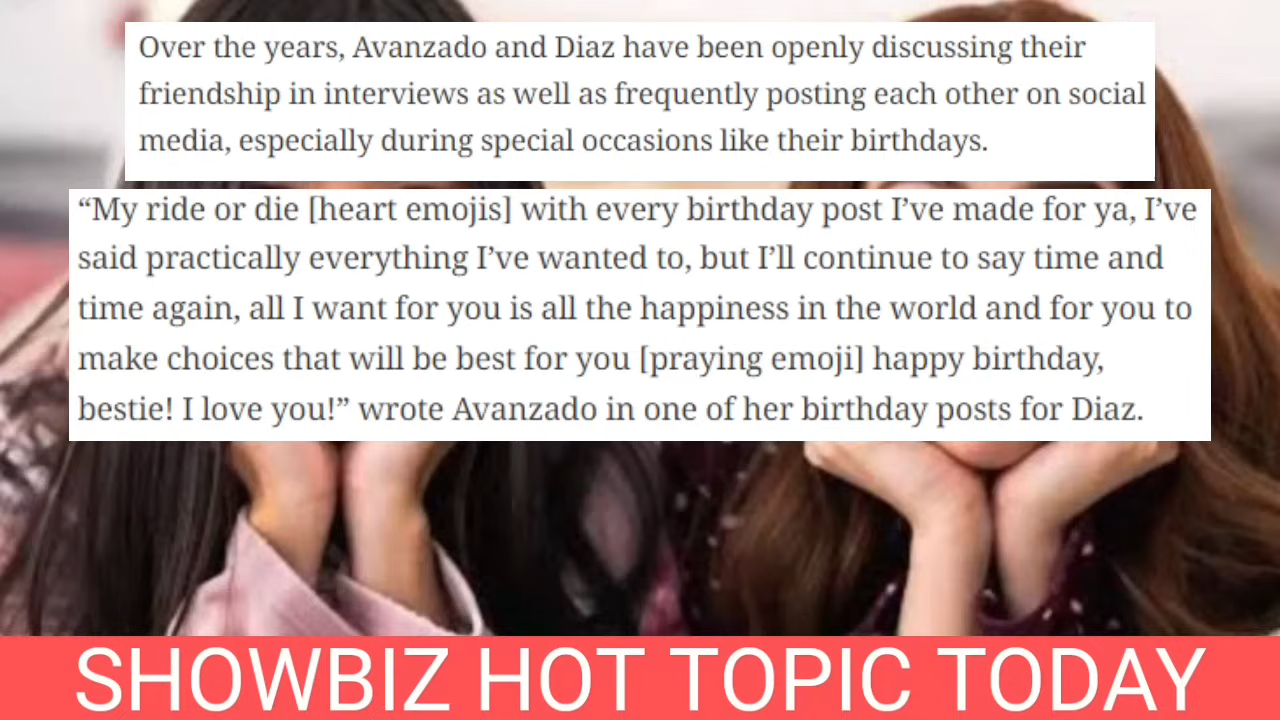 Over the years, Avanzado and Diaz have been openly discussing their
friendship in interviews as well as frequently posting each other on social
media, especially during special occasions like their birthdays.
“My ride or die [heart emojis] with every birthday post I’ve made for ya, I’ve
said practically everything I’ve wanted to, but I’ll continue to say time and
time again, all I want for you is all the happiness in the world and for you to
make choices that will be best for you [praying emoji] happy birthday,
bestie! I love you!” wrote Avanzado in one of her birthday posts for Diaz.
SHOWBIZ HOT TOPIC TODAY